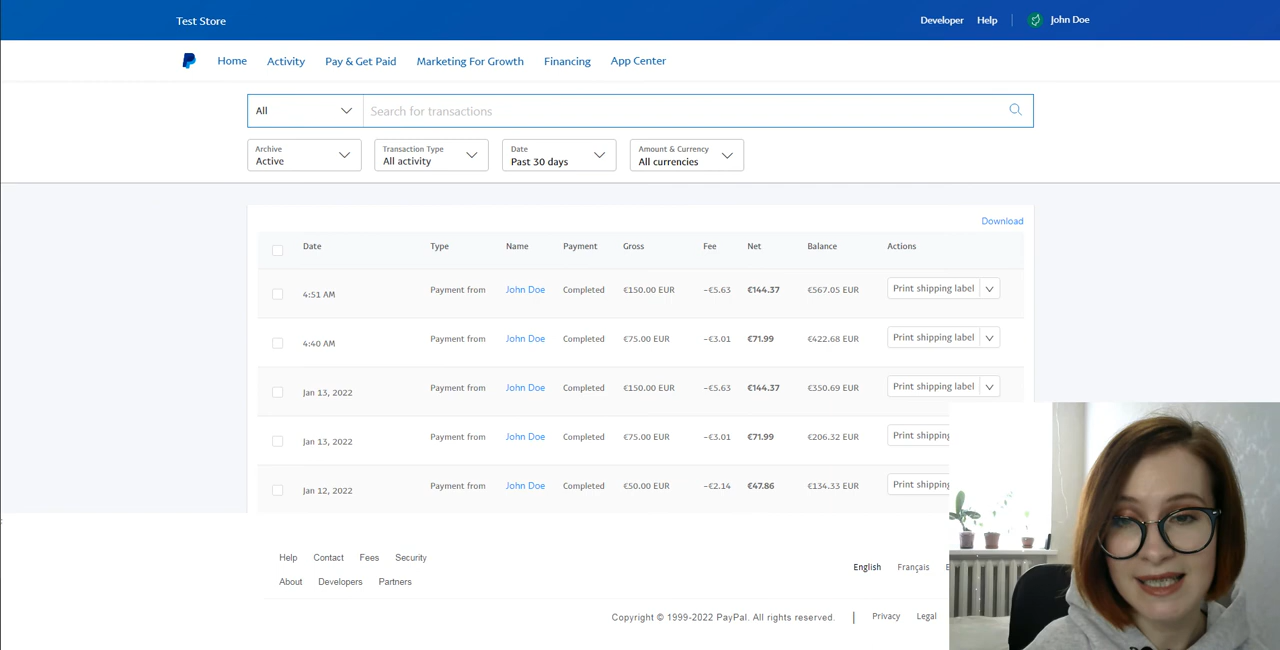 Test Store Developer Help John Doe
Home Activity Pay & Get Paid Marketing For Growth Financing App Center
All Search for transactions
Archive Transaction Type Date Amount & Currency
Active All activity Past 30 days All currencies
Download
Date Type Name Payment Gross Fee Net Balance Actions
4:51 AM Payment from John Doe Completed €150.00 EUR -€5.63 €144.37 €567.05 EUR Print shipping label
4:40 AM Payment from John Doe Completed €75.00 EUR -€3.01 €71.99 €422.68 EUR Print shipping label
Jan 13, 2022 Payment from John Doe Completed €150.00 EUR -€5.63 €144.37 €350.69 EUR Print shipping label
Jan 13, 2022 Payment from John Doe Completed €75.00 EUR -€3.01 €71.99 €206.32 EUR Print shipping
Jan 12, 2022 Payment from John Doe Completed €50.00 EUR -€2.14 €47.86 €134.33 EUR Print shipping
Help Contact Fees Security
English Français
About Developers Partners
Copyright © 1999-2022 PayPal. All rights reserved. | Privacy Legal